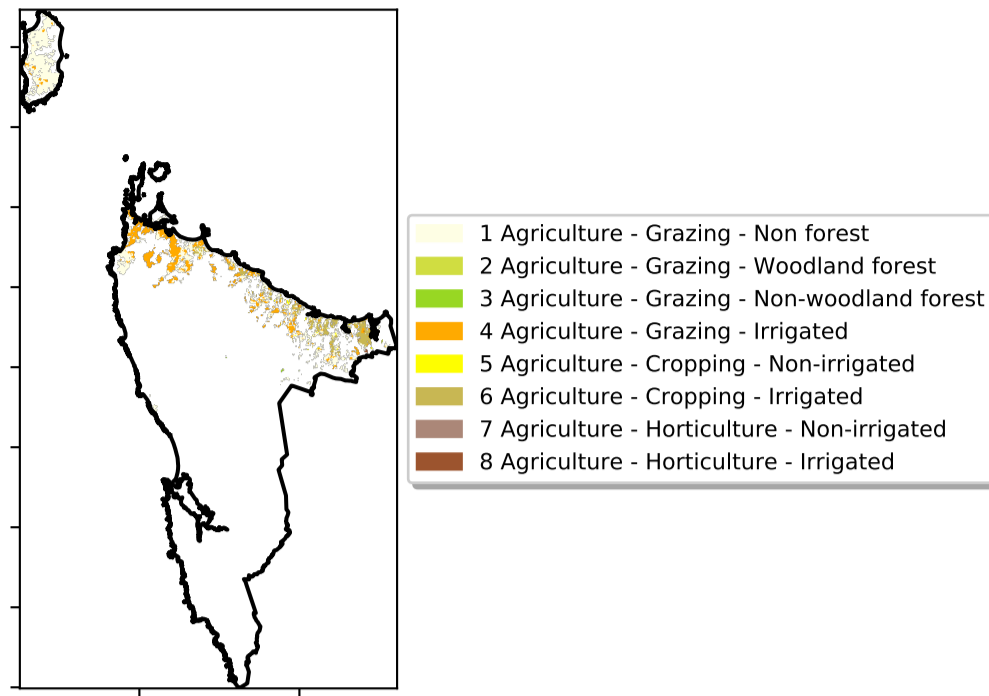 1 Agriculture - Grazing - Non forest
2 Agriculture - Grazing - Woodland forest
3 Agriculture - Grazing - Non-woodland forest
4 Agriculture - Grazing - Irrigated
5 Agriculture - Cropping - Non-irrigated
6 Agriculture - Cropping - Irrigated
7 Agriculture - Horticulture - Non-irrigated
8 Agriculture - Horticulture - Irrigated